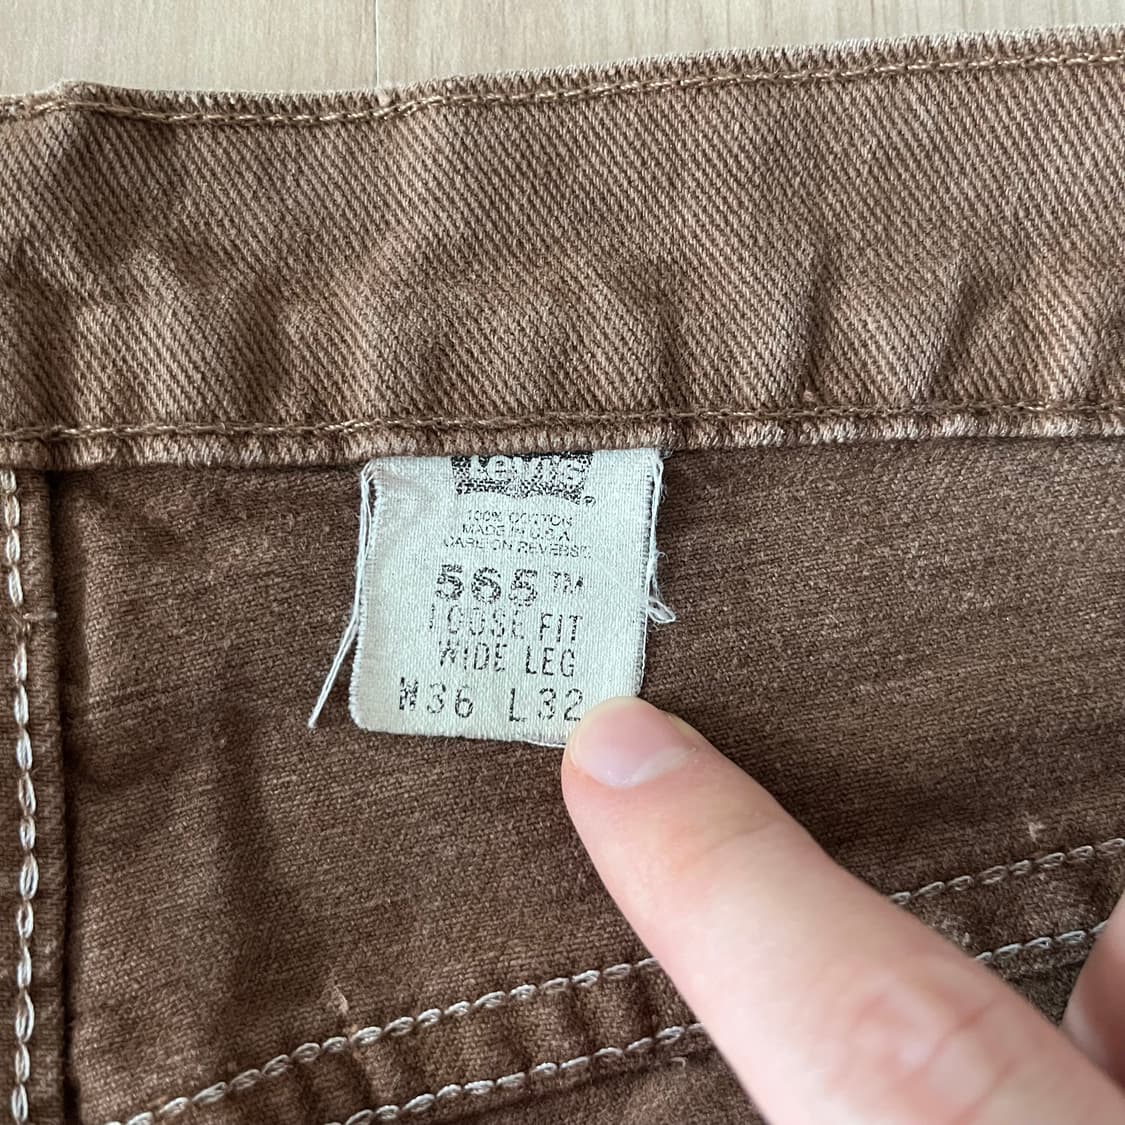 Levi's®
100% COTTON
MADE IN U.S.A.
CARE ON REVERSE
565™
LOOSE FIT
WIDE LEG
W36 L32